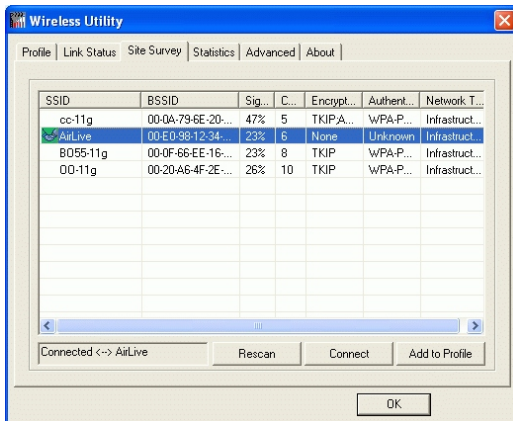 Wireless Utility
Profile Link Status Site Survey Statistics Advanced About
SSID BSSID Sig... C... Encrypt... Authent... Network T...
cc-11g 00-0A-79-6E-20-... 47% 5 TKIP;A... WPA-P... Infrastruct...
AirLive 00-E0-98-12-34-... 23% 6 None Unknown Infrastruct...
BO55-11g 00-0F-66-EE-16-... 23% 8 TKIP WPA-P... Infrastruct...
OO-11g 00-20-A6-4F-2E-... 26% 10 TKIP WPA-P... Infrastruct...
Connected <--> AirLive Rescan Connect Add to Profile
OK